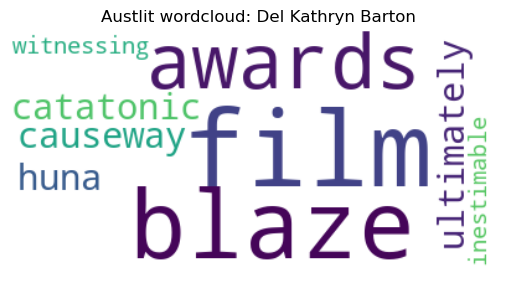 Austlit wordcloud: Del Kathryn Barton
witnessing
awards
catatonic
causeway
film
huna
blaze
ultimately
inestimable